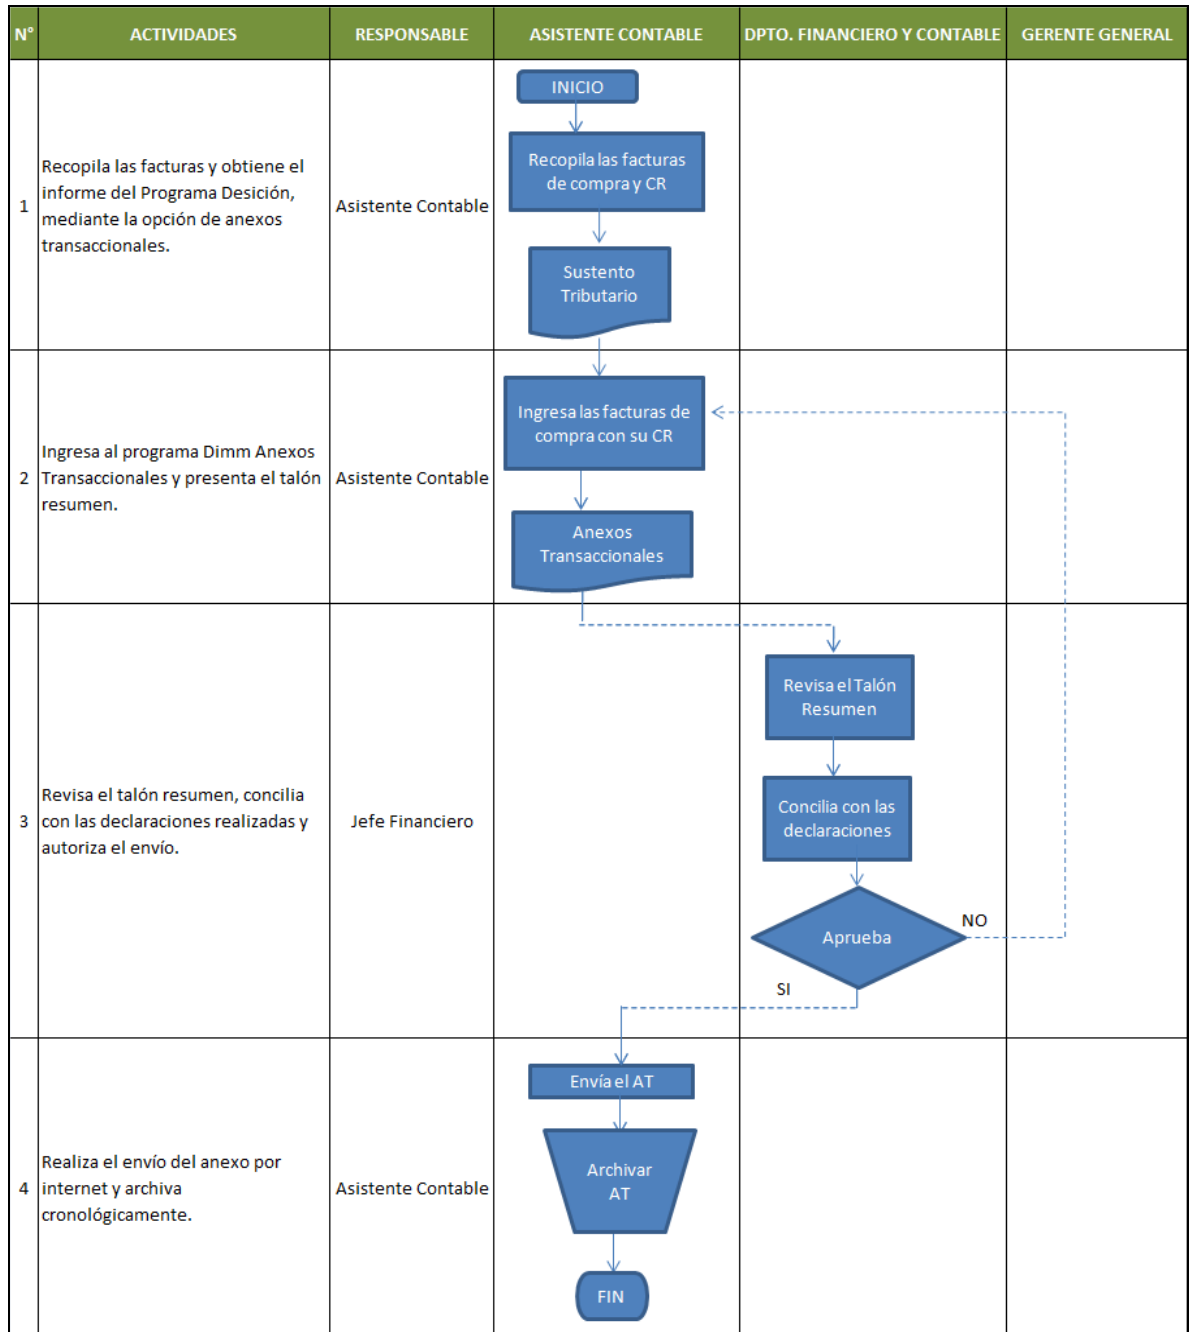 N° ACTIVIDADES RESPONSABLE ASISTENTE CONTABLE DPTO. FINANCIERO Y CONTABLE GERENTE GENERAL
1
Recopila las facturas y obtiene el
informe del Programa Desición,
mediante la opción de anexos
transaccionales.
Asistente Contable
INICIO
Recopila las facturas
de compra y CR
Sustento
Tributario
2
Ingresa al programa Dimm Anexos
Transaccionales y presenta el talón
resumen.
Asistente Contable
Ingresa las facturas de
compra con su CR
Anexos
Transaccionales
3
Revisa el talón resumen, concilia
con las declaraciones realizadas y
autoriza el envío.
Jefe Financiero
Revisa el Talón
Resumen
Concilia con las
declaraciones
Aprueba
NO
SI
4
Realiza el envío del anexo por
internet y archiva
cronológicamente.
Asistente Contable
Envía el AT
Archivar
AT
FIN